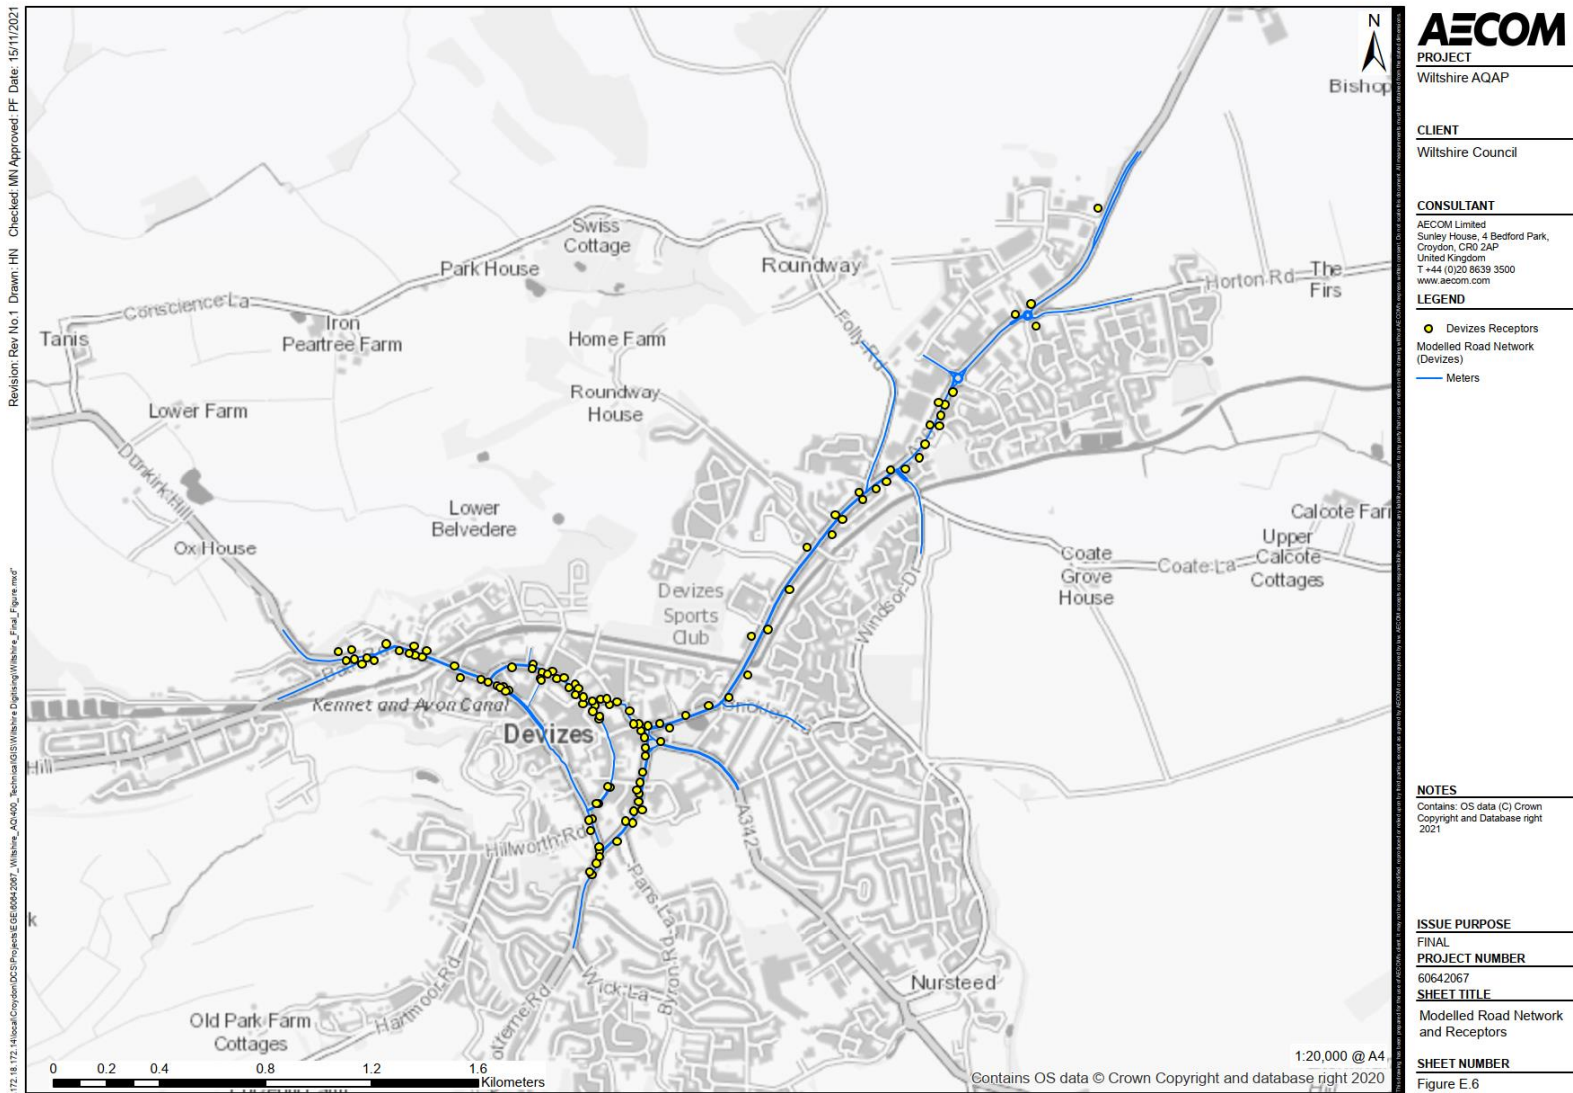 Revision: Rev No.1 Drawn: HN Checked: MN Approved: PF Date: 15/11/2021
N
Bishop
Swiss
Cottage
Park House
Roundway
Horton Rd
The
Firs
Conscience La
Tanis
Iron
Peartree Farm
Home Farm
Folly Rd
Roundway
House
Lower Farm
Dunkirk Hill
Lower
Belvedere
Ox House
Calcote Farm
Upper
Calcote
Cottages
Coate La
Coate
Grove
House
Devizes
Sports
Club
Windsor Dr
Kennet and Avon Canal
Devizes
Hill
A342
Hillworth Rd
Pans La
Byron Rd
Wick La
Nursteed
Hartmoor Rd
Old Park Farm
Cottages
0 0.2 0.4 0.8 1.2 1.6
Kilometers
1:20,000 @ A4
Contains OS data © Crown Copyright and database right 2020
AECOM
PROJECT
Wiltshire AQAP
CLIENT
Wiltshire Council
CONSULTANT
AECOM Limited
Sunley House, 4 Bedford Park,
Croydon, CR0 2AP
United Kingdom
T +44 (0)20 8639 3500
www.aecom.com
LEGEND
Devizes Receptors
Modelled Road Network
(Devizes)
Meters
NOTES
Contains: OS data (C) Crown
Copyright and Database right
2021
ISSUE PURPOSE
FINAL
PROJECT NUMBER
60642067
SHEET TITLE
Modelled Road Network
and Receptors
SHEET NUMBER
Figure E.6